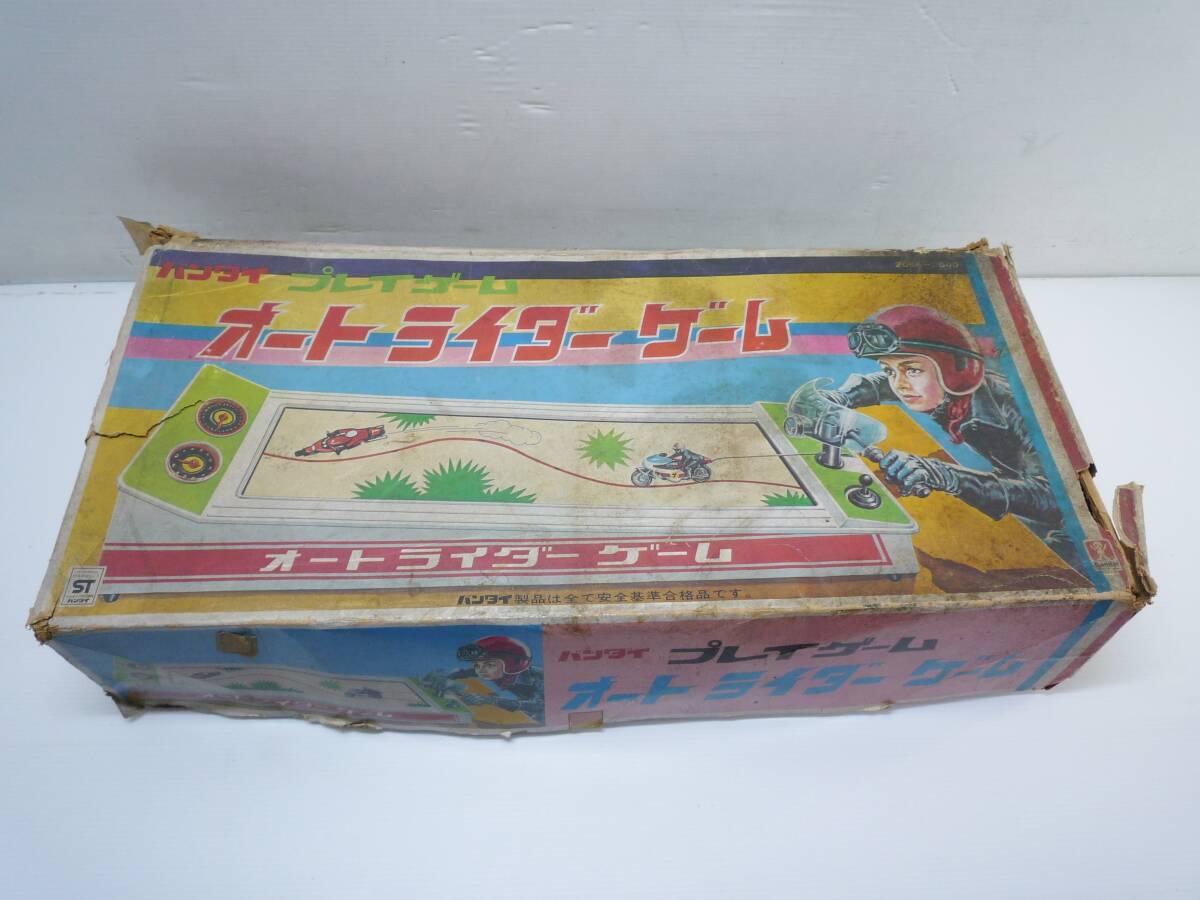 バンダイ プレイゲーム
オートライダーゲーム
オートライダーゲーム
ST
バンダイ
バンダイ製品は全て安全基準合格品です。
バンダイ プレイゲーム
オートライダーゲーム